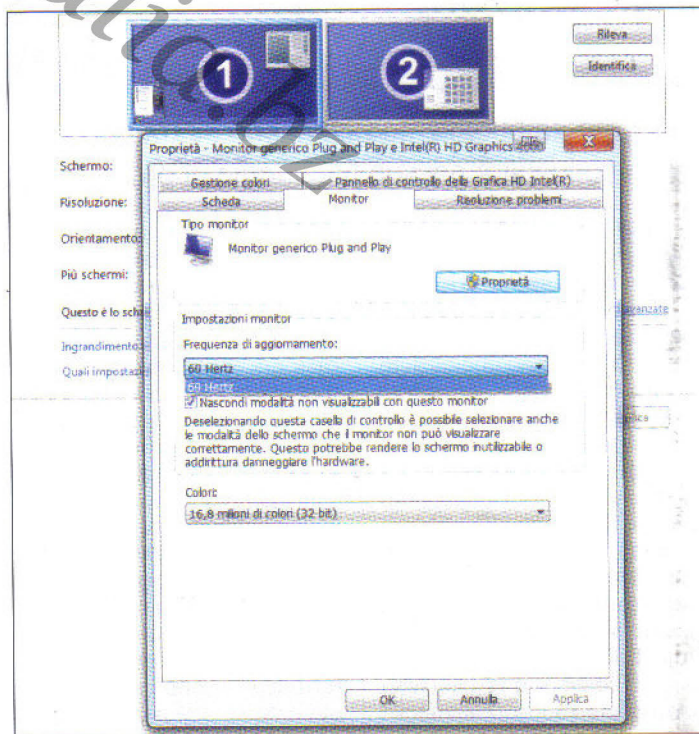 1
2
Rileva
Identifica
Proprietà - Monitor generico Plug and Play e Intel(R) HD Graphics 4000
Gestione colori
Pannello di controllo della Grafica HD Intel(R)
Scheda
Monitor
Risoluzione problemi
Schermo:
Risoluzione:
Orientamento:
Più schermi:
Questo è lo
avanzate
Ingrandimento
Quali
Tipo monitor
Monitor generico Plug and Play
Proprietà
Impostazioni monitor
Frequenza di aggiornamento:
60 Hertz
60 Hertz
Nascondi modalità non visualizzabili con questo monitor
Deselezionando questa casella di controllo è possibile selezionare anche
le modalità dello schermo che il monitor non può visualizzare
correttamente. Questo potrebbe rendere lo schermo inutilizzabile o
addirittura danneggiare l'hardware.
Colori:
16,8 milioni di colori (32 bit)
OK
Annulla
Applica